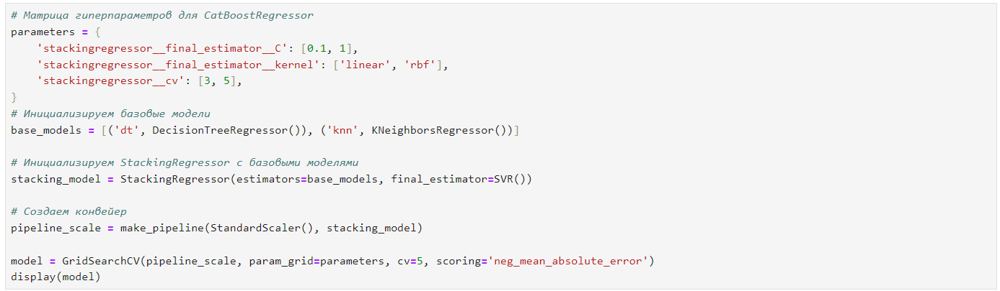 # Матрица гиперпараметров для CatBoostRegressor
parameters = {
    'stackingregressor__final_estimator__C': [0.1, 1],
    'stackingregressor__final_estimator__kernel': ['linear', 'rbf'],
    'stackingregressor__cv': [3, 5],
}
# Инициализируем базовые модели
base_models = [('dt', DecisionTreeRegressor()), ('knn', KNeighborsRegressor())]
# Инициализируем StackingRegressor с базовыми моделями
stacking_model = StackingRegressor(estimators=base_models, final_estimator=SVR())
# Создаем конвейер
pipeline_scale = make_pipeline(StandardScaler(), stacking_model)
model = GridSearchCV(pipeline_scale, param_grid=parameters, cv=5, scoring='neg_mean_absolute_error')
display(model)